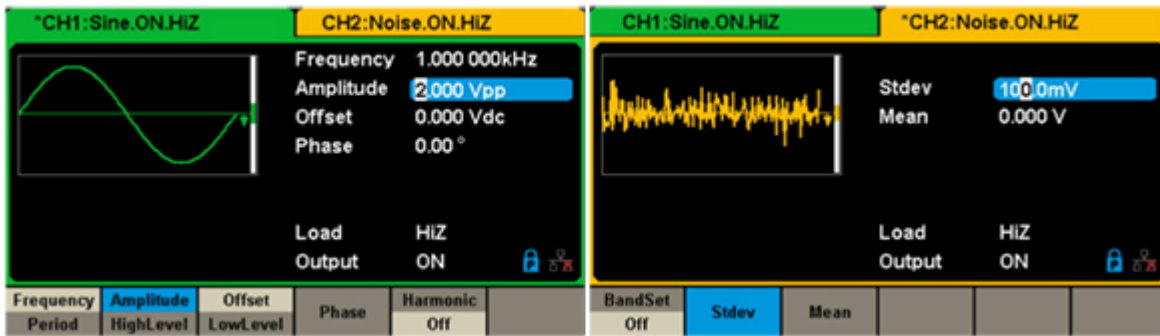 *CH1:Sine.ON.HiZ
CH2:Noise.ON.HiZ
Frequency 1.000 000kHz
Amplitude 2.000 Vpp
Offset 0.000 Vdc
Phase 0.00 °
Load HiZ
Output ON
Frequency Amplitude Offset Phase Harmonic
Period HighLevel LowLevel Off
CH1:Sine.ON.HiZ
*CH2:Noise.ON.HiZ
Stdev 100.0mV
Mean 0.000 V
Load HiZ
Output ON
BandSet Stdev Mean
Off